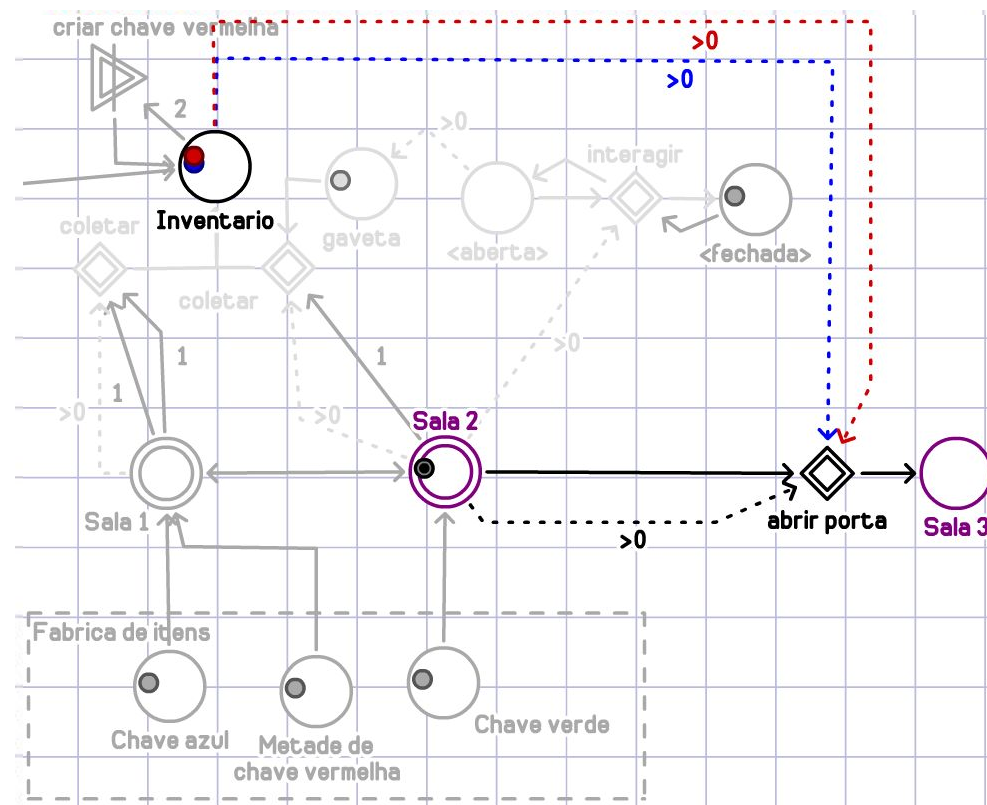 criar chave vermelha
>0
>0
2
>0
interagir
Inventario
coletar
gaveta
<aberta>
<fechada>
coletar
>0
1
1
1
>0
>0
Sala 2
Sala 1
abrir porta
Sala 3
>0
Fabrica de itens
Chave azul
Metade de
chave vermelha
Chave verde